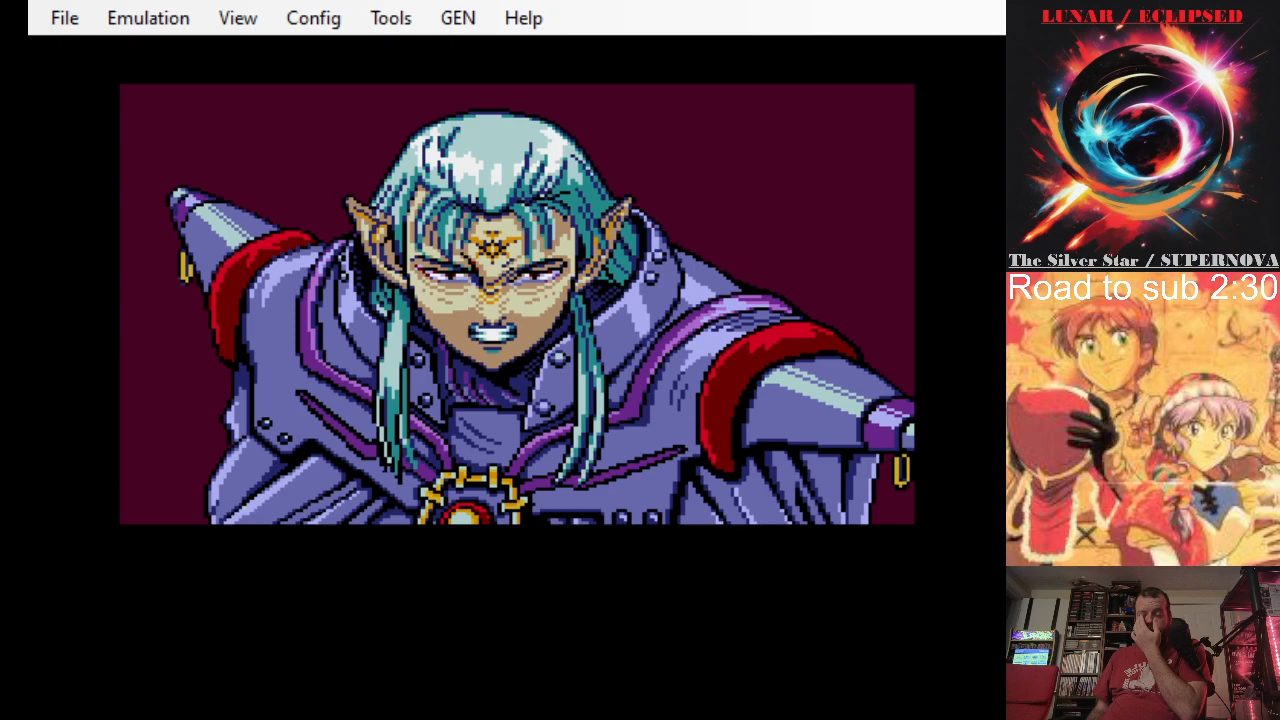 File Emulation View Config Tools GEN Help
LUNAR / ECLIPSED
The Silver Star / SUPERNOVA
Road to sub 2:30